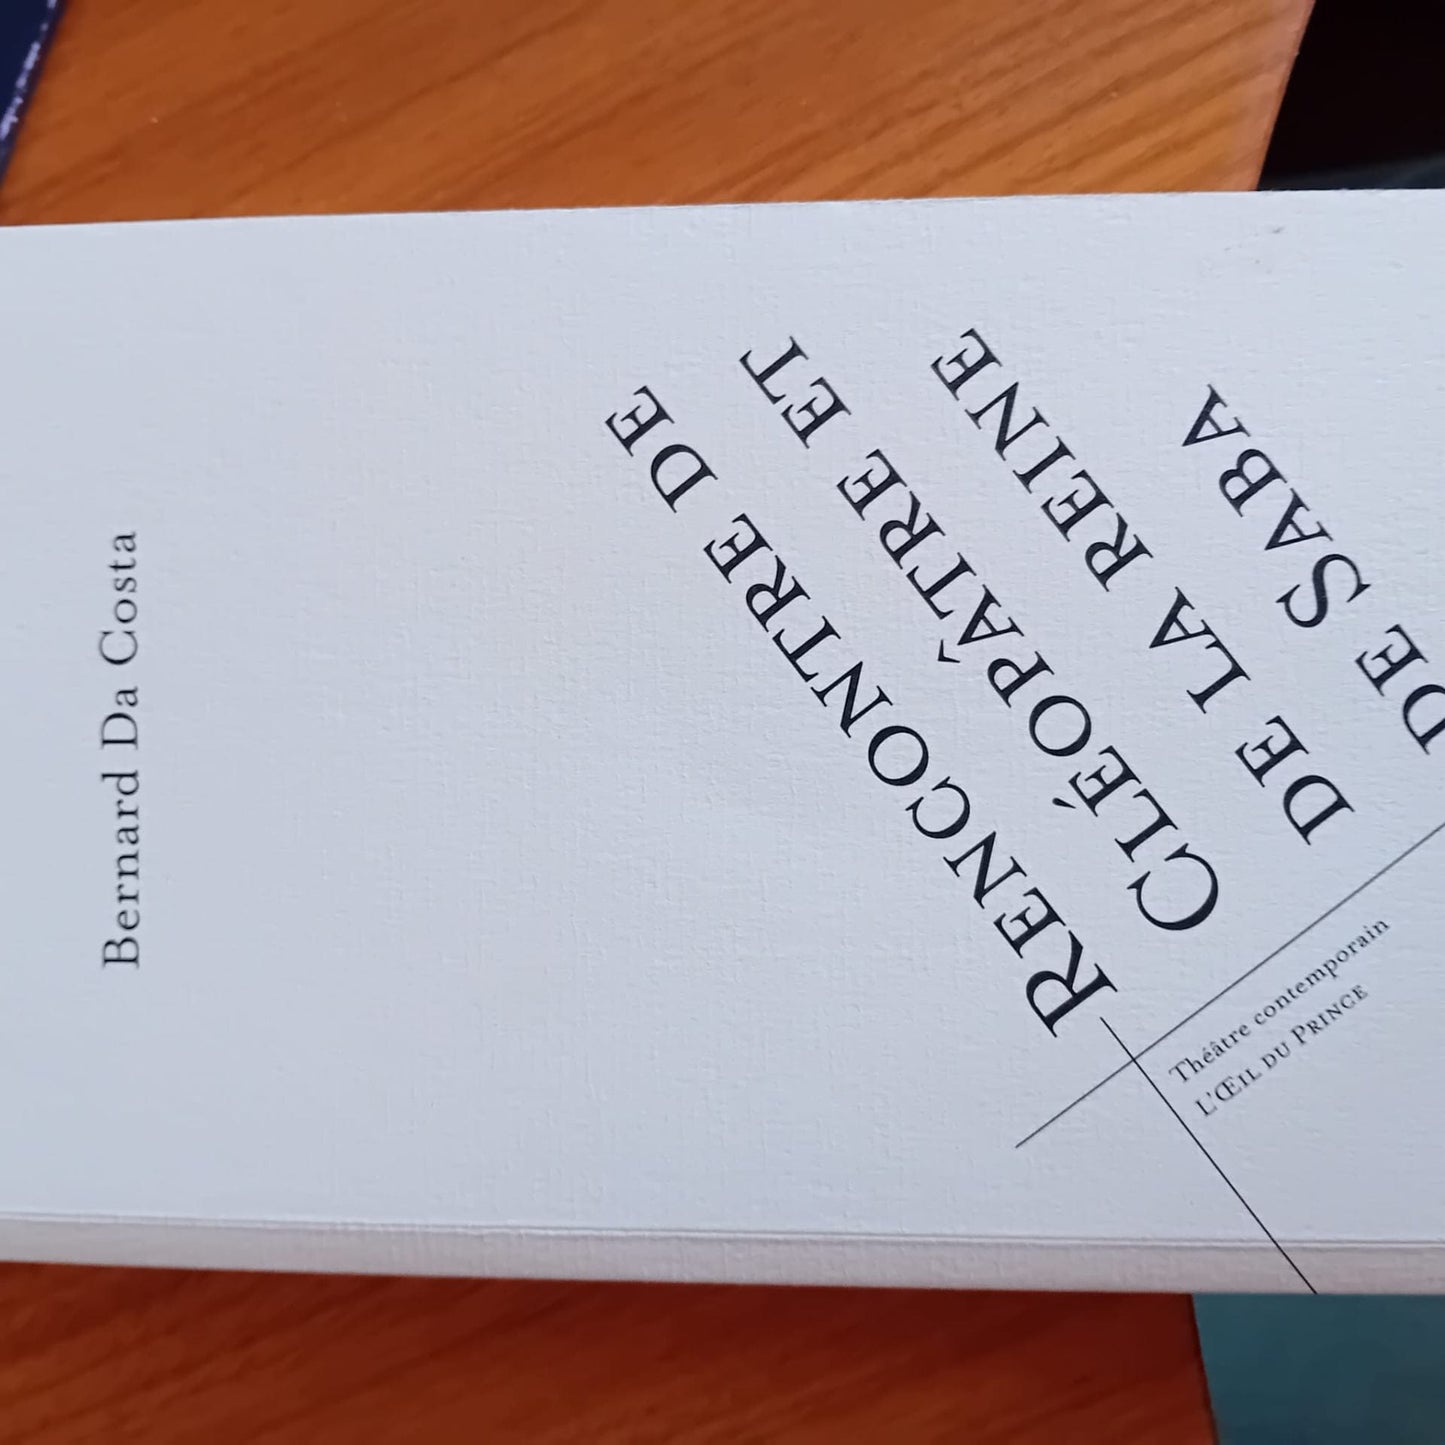 Bernard Da Costa
RENCONTRE DE
CLÉOPÂTRE ET
DE LA REINE
DE SABA
Théâtre contemporain
L'ŒIL DU PRINCE